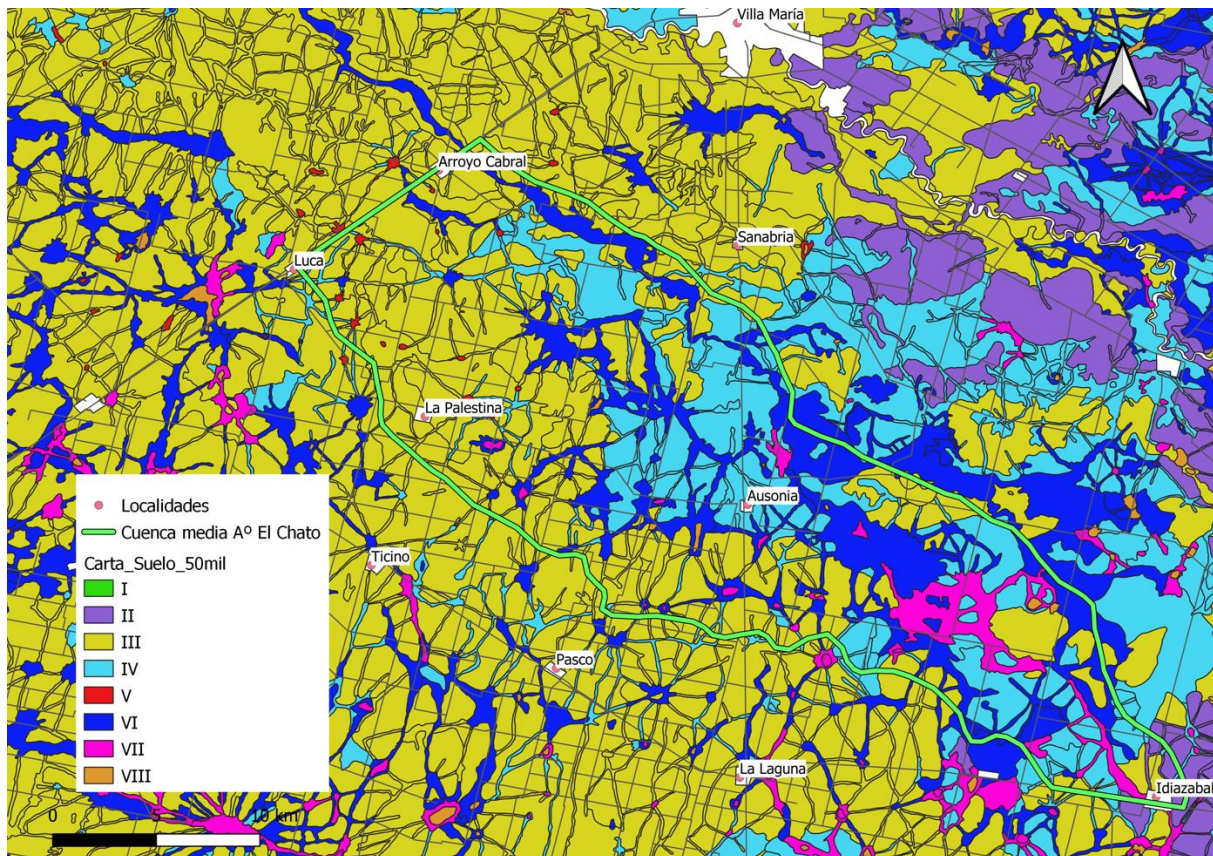 Villa María
Arroyo Cabral
Sanabria
Luca
La Palestina
Ausonia
Localidades
Cuenca media Aº El Chato
Ticino
Carta_Suelo_50mil
I
II
III
IV
Pasco
V
VI
VII
La Laguna
VIII
Idiazabal
0 5 10 km